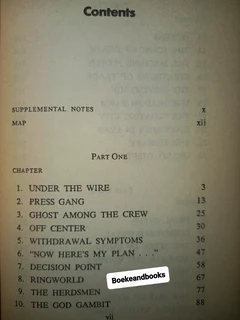 Contents
SUPPLEMENTAL NOTES x
MAP xii
PART ONE
CHAPTER
1. UNDER THE WIRE 3
2. PRESS GANG 13
3. GHOST AMONG THE CREW 25
4. OFF CENTER 30
5. WITHDRAWAL SYMPTOMS 36
6. "NOW HERE'S MY PLAN . . ." 47
7. DECISION POINT 58
8. RINGWORLD 67
9. THE HERDSMEN 77
10. THE GOD GAMBIT 88
Boekeandbooks
vii